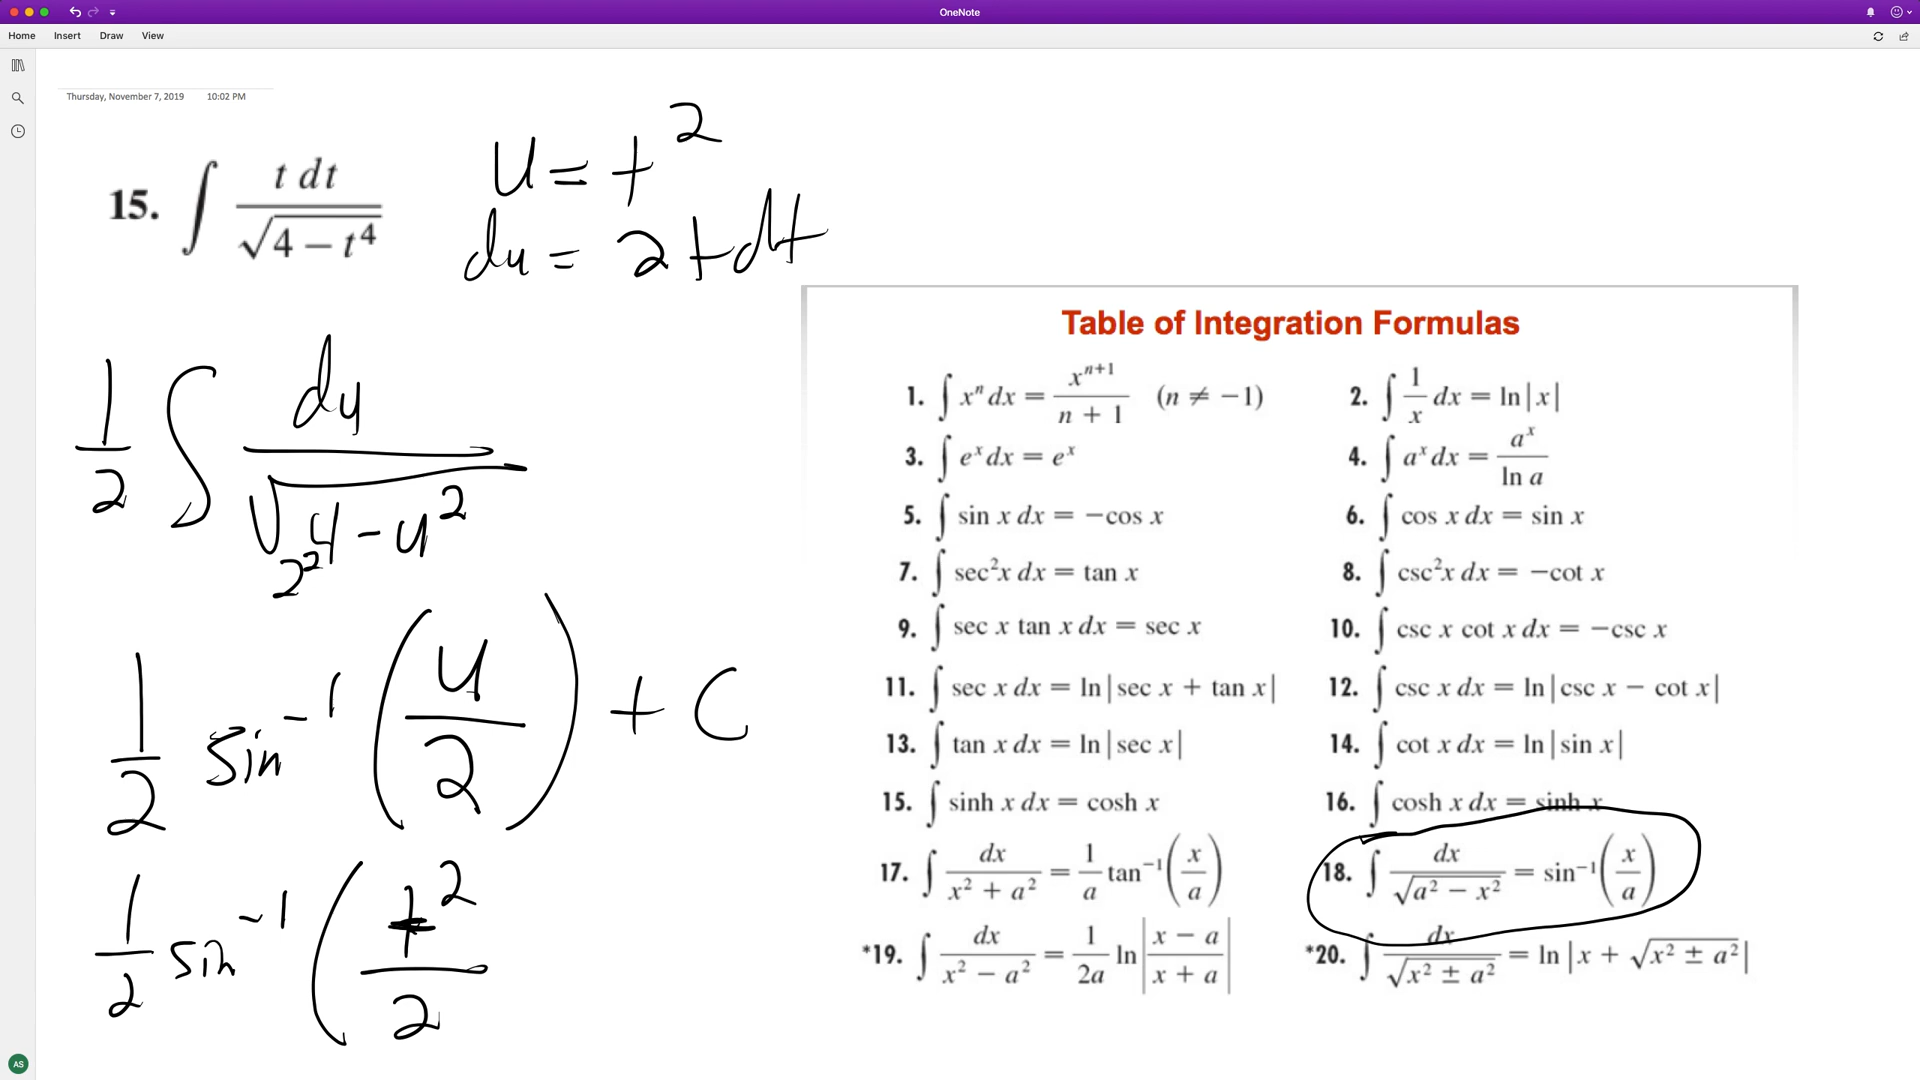 OneNote
Home Insert Draw View
Thursday, November 7, 2019 10:02 PM
15. ∫ t dt / √(4 − t⁴)
u = t²
du = 2t dt
1/2 ∫ du / √(4 − u²)
2²
1/2 sin⁻¹(u/2) + C
1/2 sin⁻¹(t²/2
Table of Integration Formulas
1. ∫ xⁿ dx = xⁿ⁺¹/(n + 1) (n ≠ −1)
2. ∫ 1/x dx = ln|x|
3. ∫ eˣ dx = eˣ
4. ∫ aˣ dx = aˣ/ln a
5. ∫ sin x dx = −cos x
6. ∫ cos x dx = sin x
7. ∫ sec²x dx = tan x
8. ∫ csc²x dx = −cot x
9. ∫ sec x tan x dx = sec x
10. ∫ csc x cot x dx = −csc x
11. ∫ sec x dx = ln|sec x + tan x|
12. ∫ csc x dx = ln|csc x − cot x|
13. ∫ tan x dx = ln|sec x|
14. ∫ cot x dx = ln|sin x|
15. ∫ sinh x dx = cosh x
16. ∫ cosh x dx = sinh x
17. ∫ dx/(x² + a²) = 1/a tan⁻¹(x/a)
18. ∫ dx/√(a² − x²) = sin⁻¹(x/a)
*19. ∫ dx/(x² − a²) = 1/2a ln|(x − a)/(x + a)|
*20. ∫ dx/√(x² ± a²) = ln|x + √(x² ± a²)|
AS